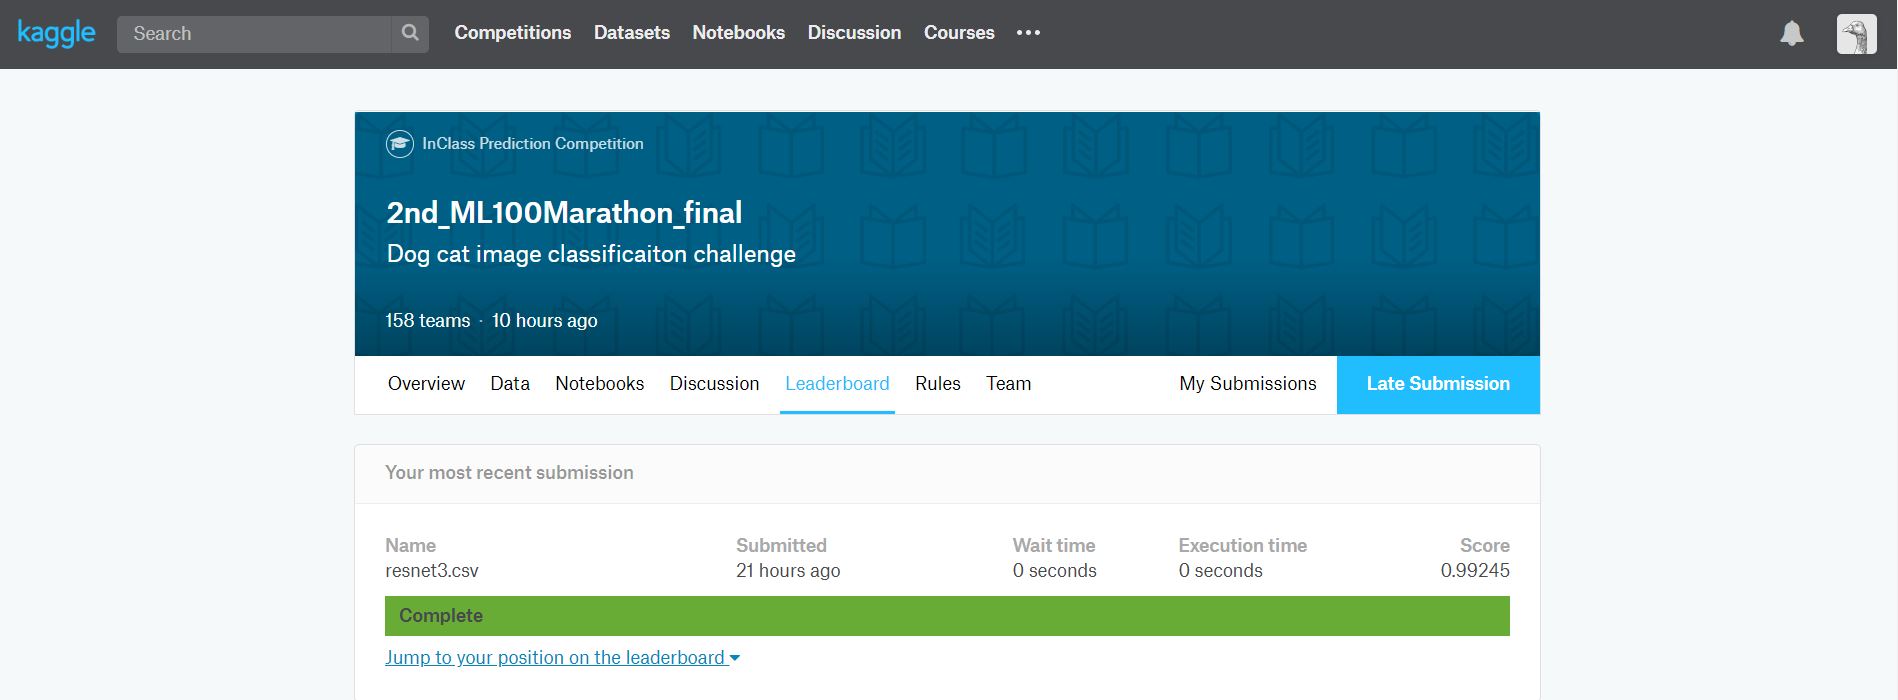 kaggle Search Competitions Datasets Notebooks Discussion Courses
InClass Prediction Competition
2nd_ML100Marathon_final
Dog cat image classificaiton challenge
158 teams · 10 hours ago
Overview Data Notebooks Discussion Leaderboard Rules Team My Submissions Late Submission
Your most recent submission
Name Submitted Wait time Execution time Score
resnet3.csv 21 hours ago 0 seconds 0 seconds 0.99245
Complete
Jump to your position on the leaderboard